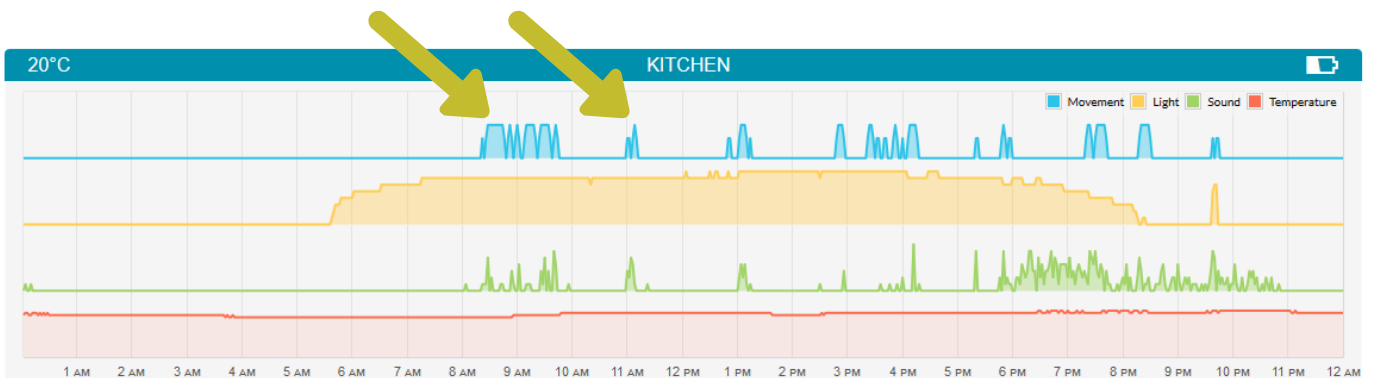 20°C KITCHEN
Movement Light Sound Temperature
1 AM 2 AM 3 AM 4 AM 5 AM 6 AM 7 AM 8 AM 9 AM 10 AM 11 AM 12 PM 1 PM 2 PM 3 PM 4 PM 5 PM 6 PM 7 PM 8 PM 9 PM 10 PM 11 PM 12 AM